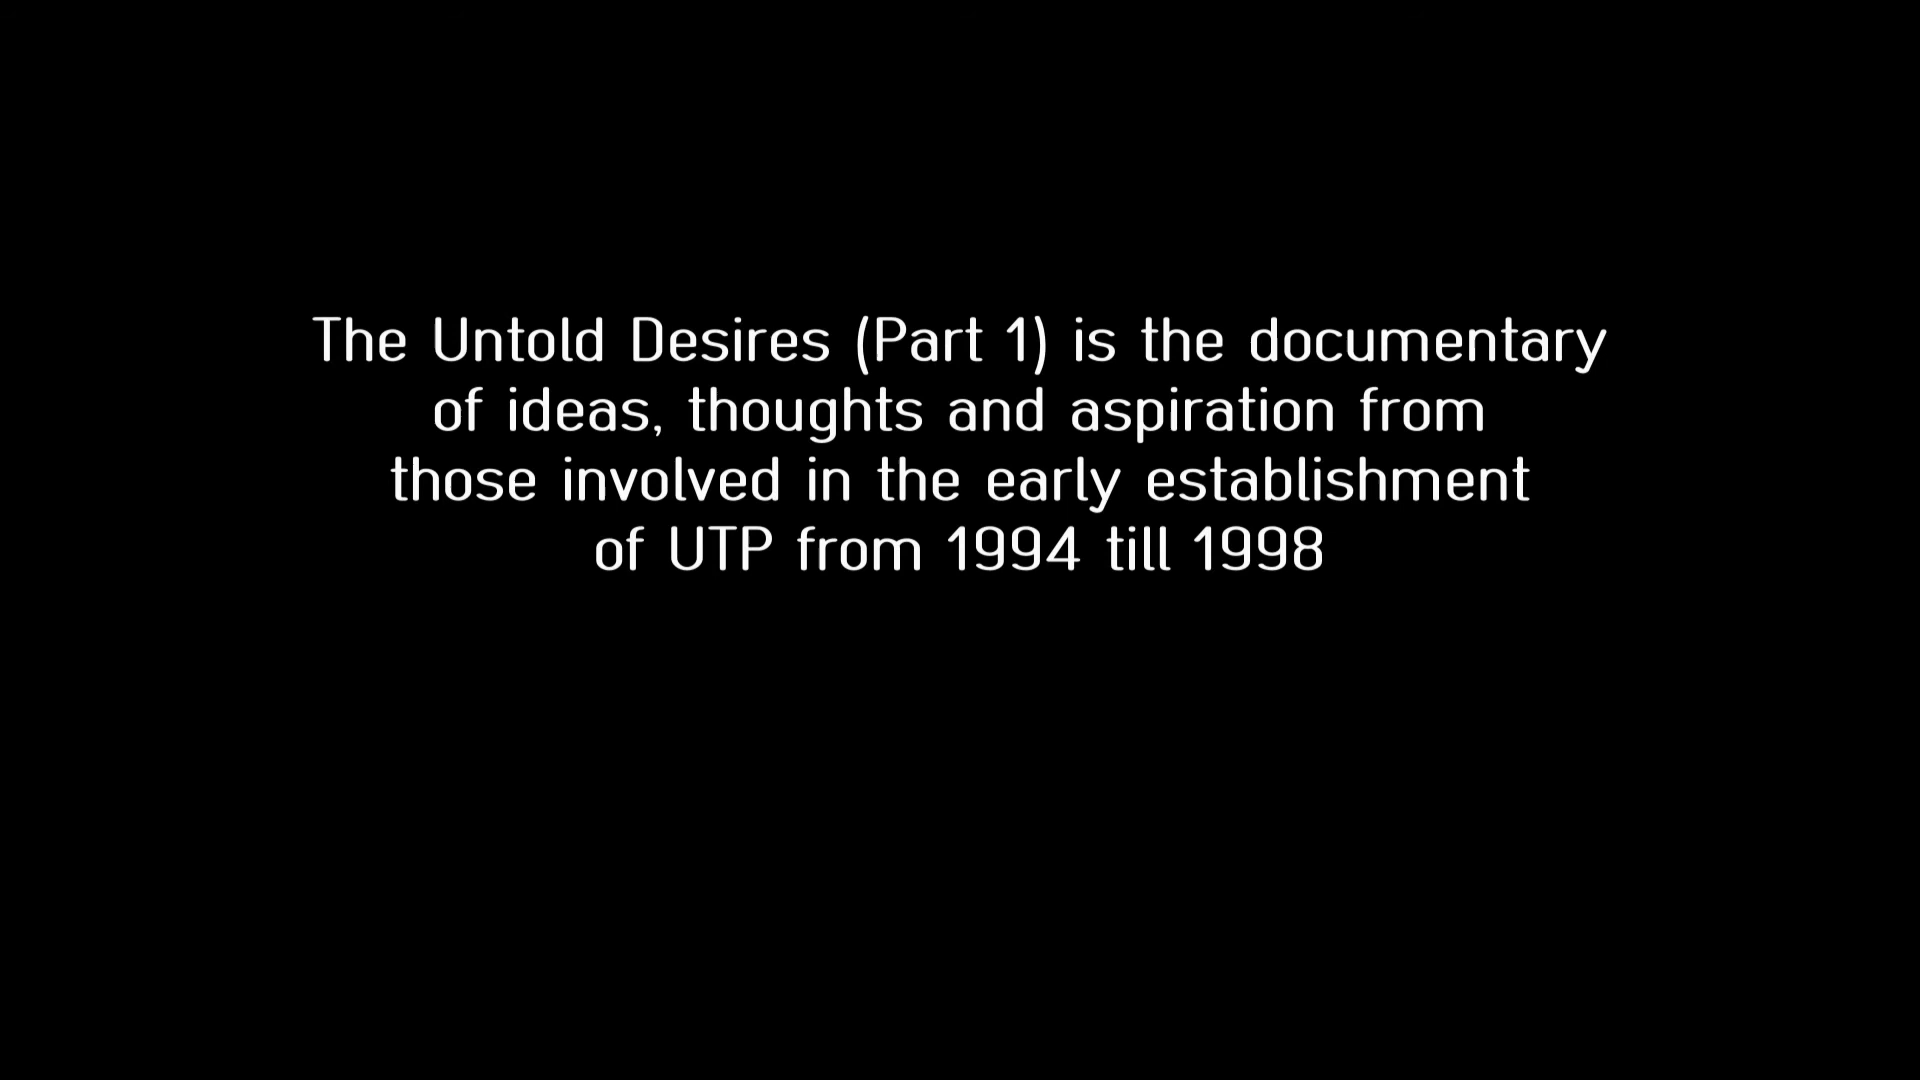 The Untold Desires (Part 1) is the documentary
of ideas, thoughts and aspiration from
those involved in the early establishment
of UTP from 1994 till 1998